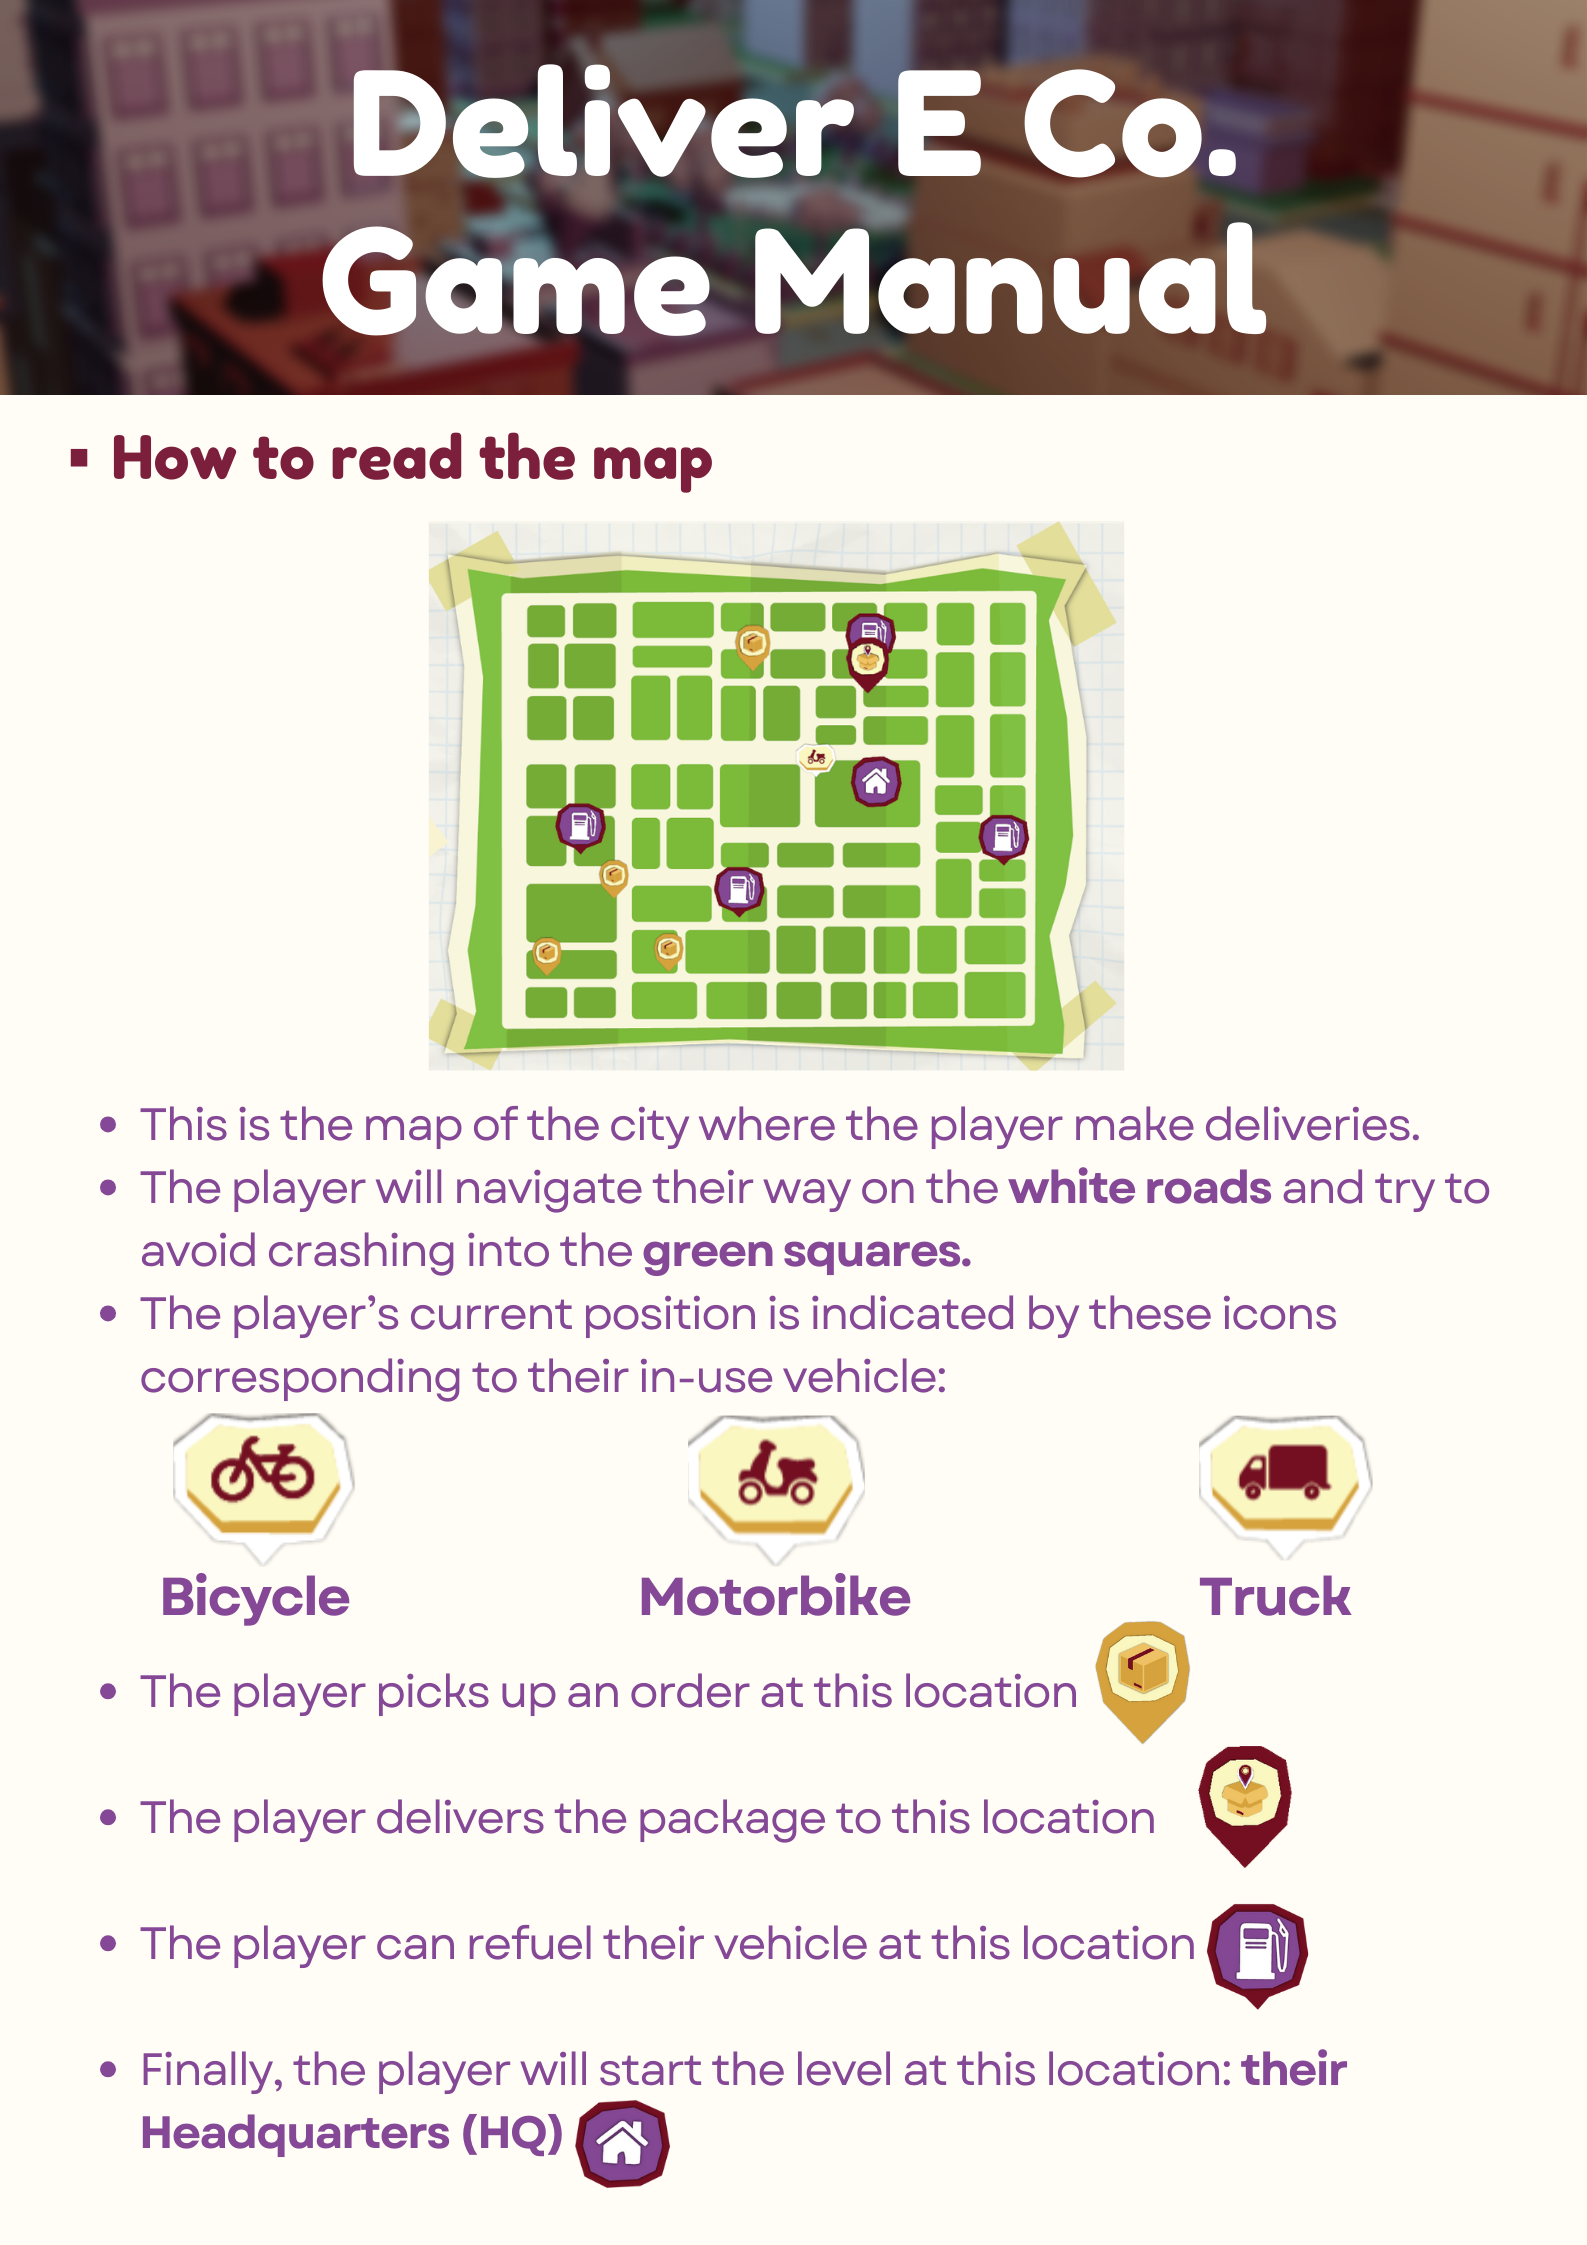 Deliver E Co.
Game Manual
▪ How to read the map
• This is the map of the city where the player make deliveries.
• The player will navigate their way on the white roads and try to
avoid crashing into the green squares.
• The player’s current position is indicated by these icons
corresponding to their in-use vehicle:
Bicycle Motorbike Truck
• The player picks up an order at this location
• The player delivers the package to this location
• The player can refuel their vehicle at this location
• Finally, the player will start the level at this location: their
Headquarters (HQ)